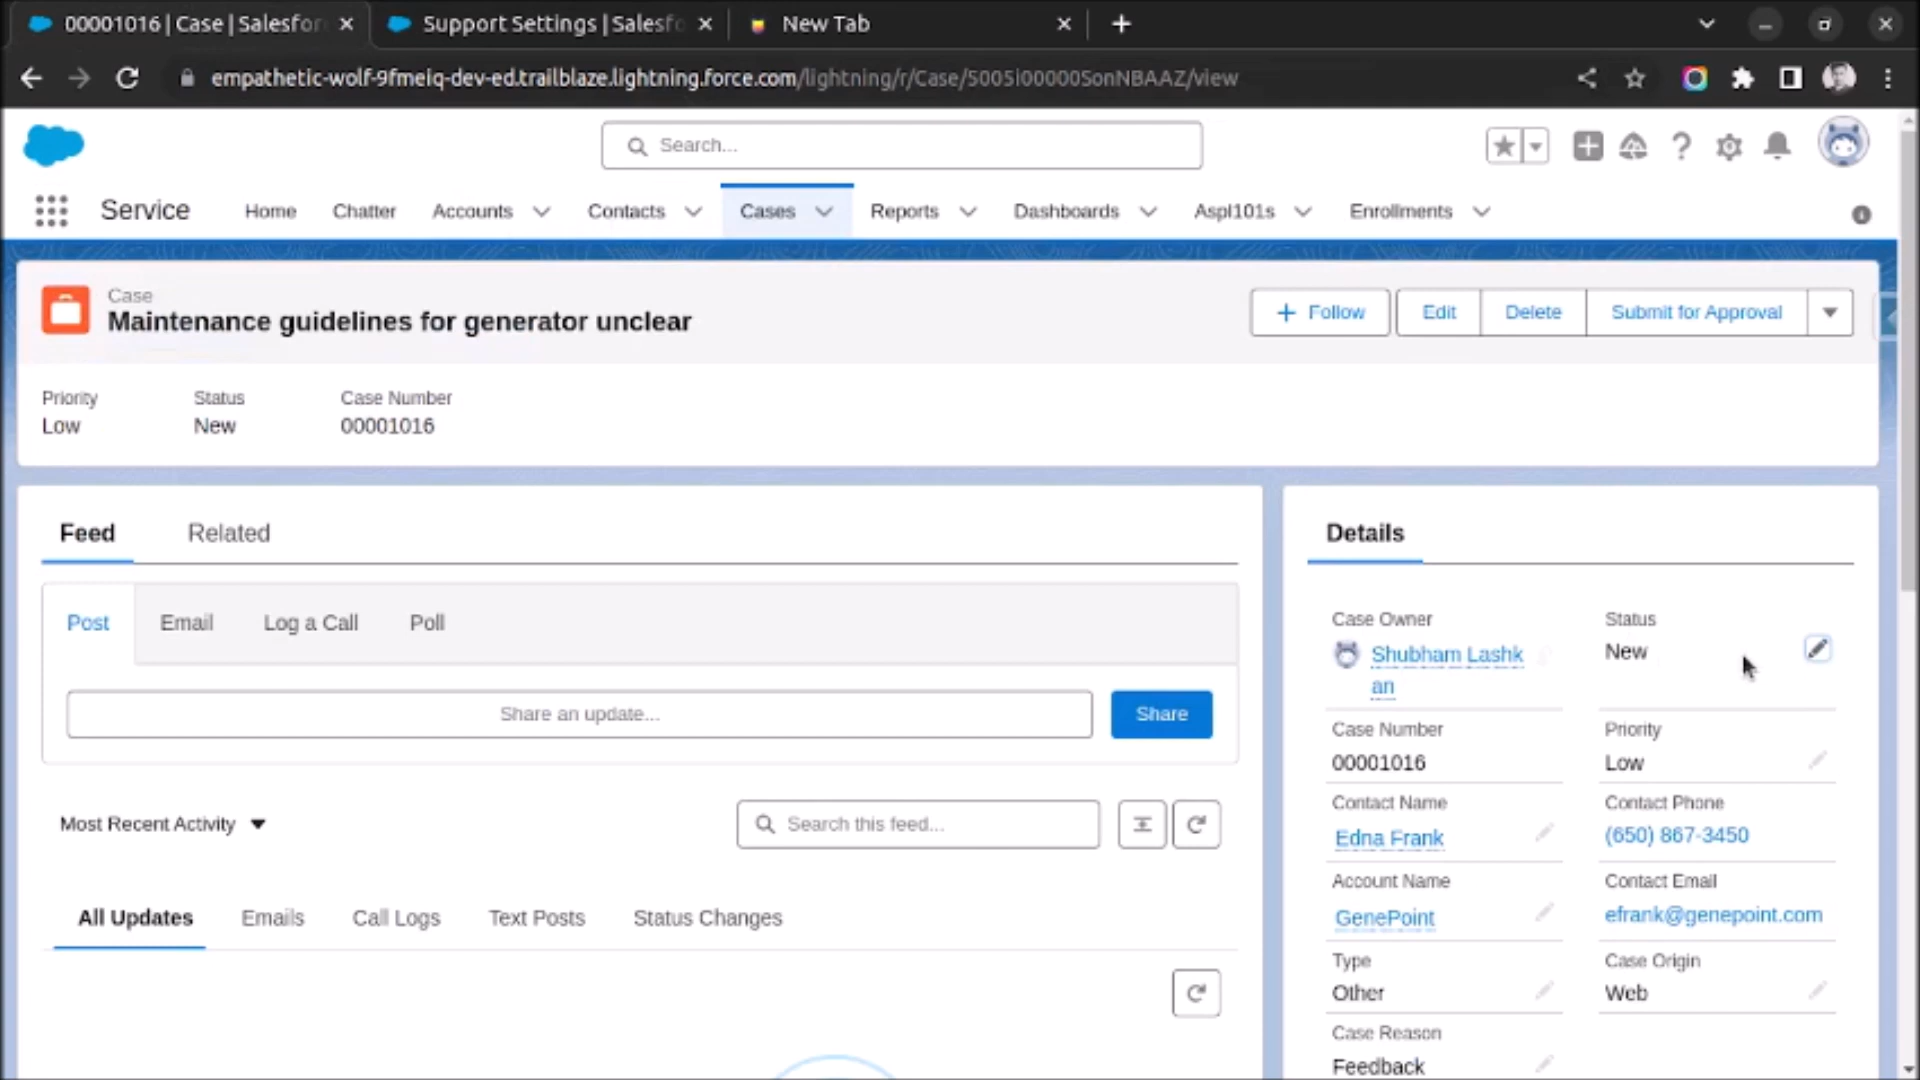 00001016 | Case | Salesfor
Support Settings | Salesfo
New Tab
empathetic-wolf-9fmeiq-dev-ed.trailblaze.lightning.force.com/lightning/r/Case/5005i00000SonNBAAZ/view
Search...
Service
Home
Chatter
Accounts
Contacts
Cases
Reports
Dashboards
Aspl101s
Enrollments
Case
Maintenance guidelines for generator unclear
Follow
Edit
Delete
Submit for Approval
Priority
Status
Case Number
Low
New
00001016
Feed
Related
Post
Email
Log a Call
Poll
Share an update...
Share
Most Recent Activity
Search this feed...
All Updates
Emails
Call Logs
Text Posts
Status Changes
Details
Case Owner
Shubham Lashk
an
Status
New
Case Number
00001016
Priority
Low
Contact Name
Edna Frank
Contact Phone
(650) 867-3450
Account Name
GenePoint
Contact Email
efrank@genepoint.com
Type
Other
Case Origin
Web
Case Reason
Feedback